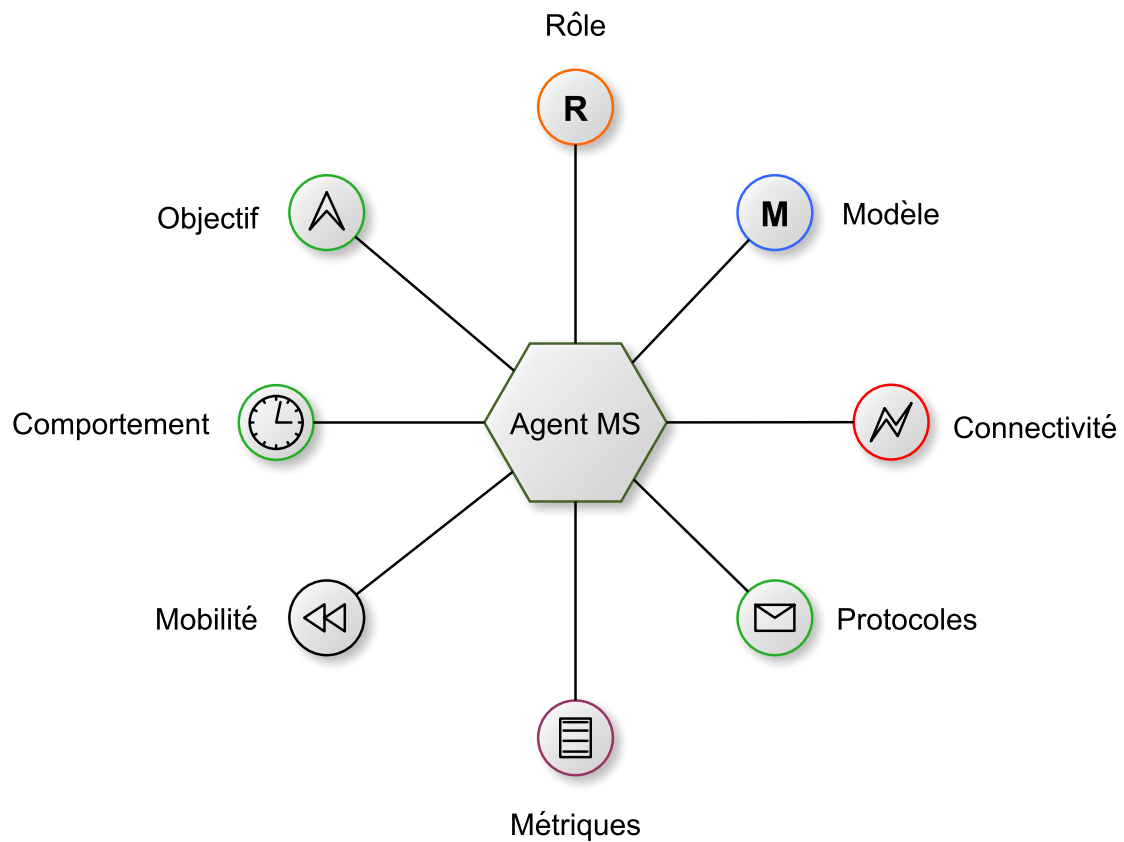 Rôle
R
Objectif
M
Modèle
Comportement
Agent MS
Connectivité
Mobilité
Protocoles
Métriques